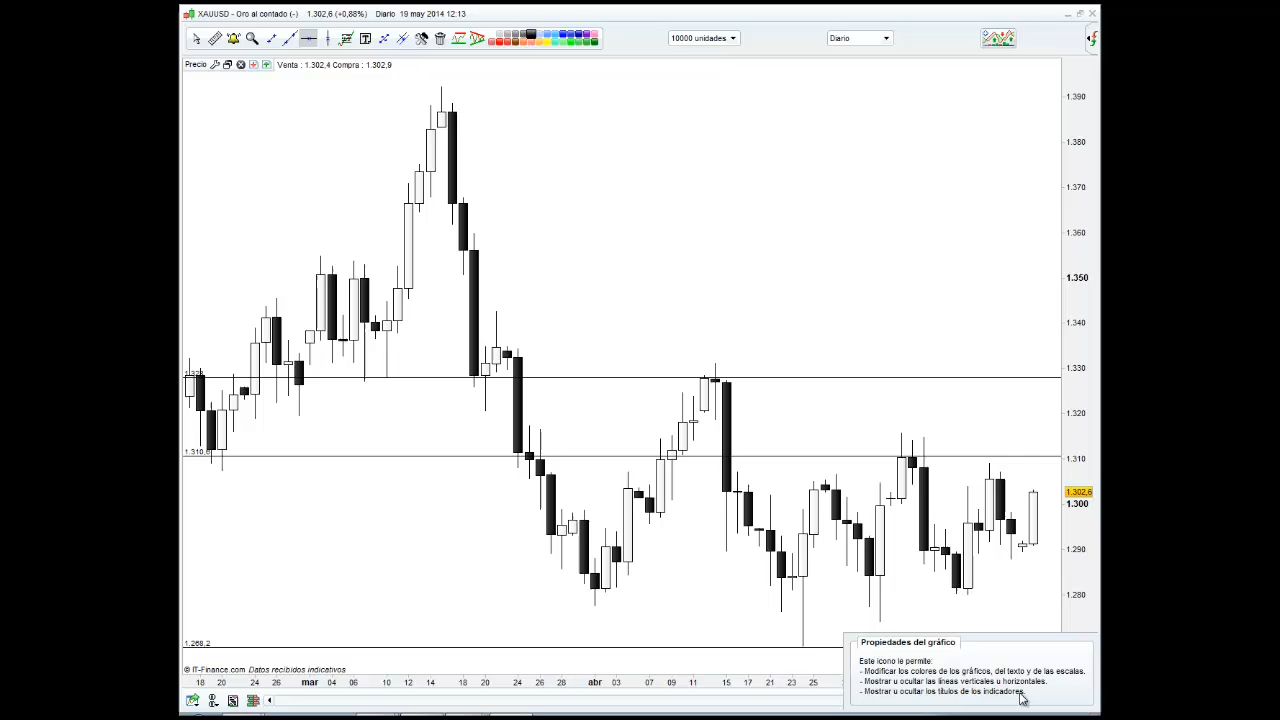 XAUUSD - Oro al contado (-) 1.302,6 (+0,88%) Diario 19 may 2014 12:13
10000 unidades Diario
Precio Venta : 1.302,4 Compra : 1.302,9
1.390
1.380
1.370
1.360
1.350
1.340
1.330
1.320
1.310
1.302,6
1.300
1.290
1.280
1.268,2
Propiedades del gráfico
Este icono le permite:
- Modificar los colores de los gráficos, del texto y de las escalas.
- Mostrar u ocultar las líneas verticales u horizontales.
- Mostrar u ocultar los títulos de los indicadores.
© IT-Finance.com Datos recibidos indicativos
18 20 24 26 mar 04 06 10 12 14 18 20 24 26 28 abr 03 07 09 11 15 17 21 23 25